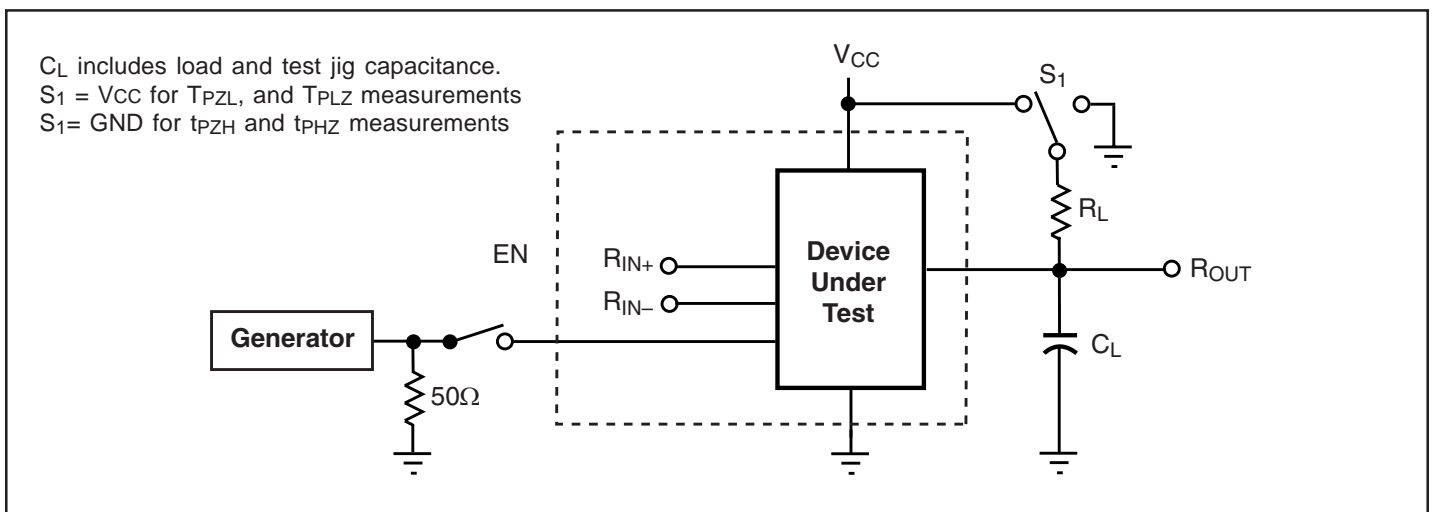 CL includes load and test jig capacitance.
S1 = VCC for TPZL, and TPLZ measurements
S1= GND for tPZH and tPHZ measurements
VCC
S1
RL
EN
RIN+
RIN–
Device
Under
Test
ROUT
Generator
50Ω
CL